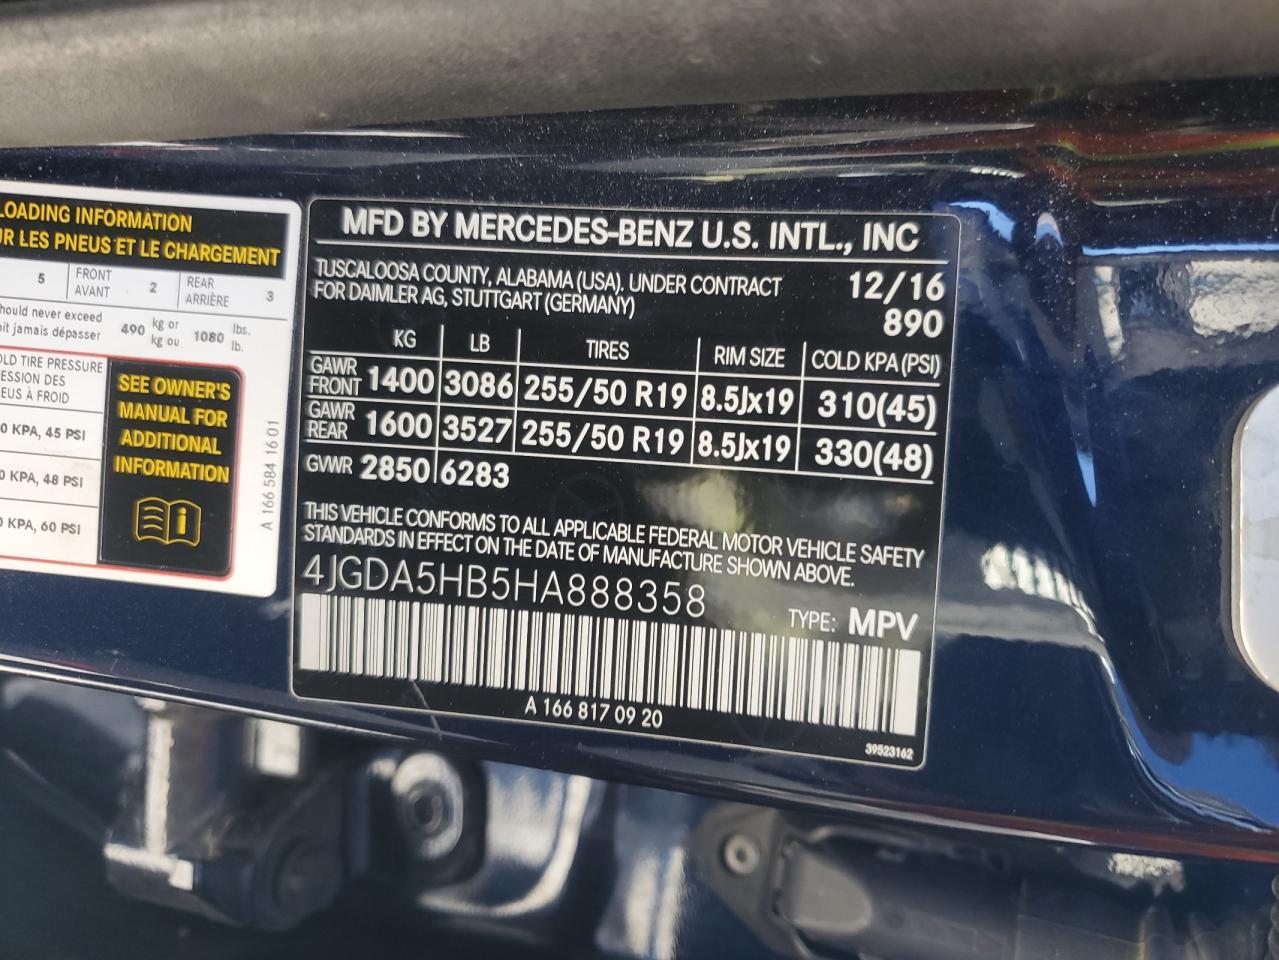 LOADING INFORMATION
UR LES PNEUS ET LE CHARGEMENT
5 FRONT AVANT 2 REAR ARRIÈRE 3
should never exceed
oit jamais dépasser 490 kg or kg ou 1080 lbs. lb.
OLD TIRE PRESSURE
ESSION DES
EUS À FROID
0 KPA, 45 PSI
0 KPA, 48 PSI
0 KPA, 60 PSI
SEE OWNER'S
MANUAL FOR
ADDITIONAL
INFORMATION
A 166 584 16 01
MFD BY MERCEDES-BENZ U.S. INTL., INC
TUSCALOOSA COUNTY, ALABAMA (USA). UNDER CONTRACT 12/16
FOR DAIMLER AG, STUTTGART (GERMANY) 890
KG LB TIRES RIM SIZE COLD KPA (PSI)
GAWR FRONT 1400 3086 255/50 R19 8.5Jx19 310(45)
GAWR REAR 1600 3527 255/50 R19 8.5Jx19 330(48)
GVWR 2850 6283
THIS VEHICLE CONFORMS TO ALL APPLICABLE FEDERAL MOTOR VEHICLE SAFETY
STANDARDS IN EFFECT ON THE DATE OF MANUFACTURE SHOWN ABOVE.
4JGDA5HB5HA888358 TYPE: MPV
A 166 817 09 20
39523162